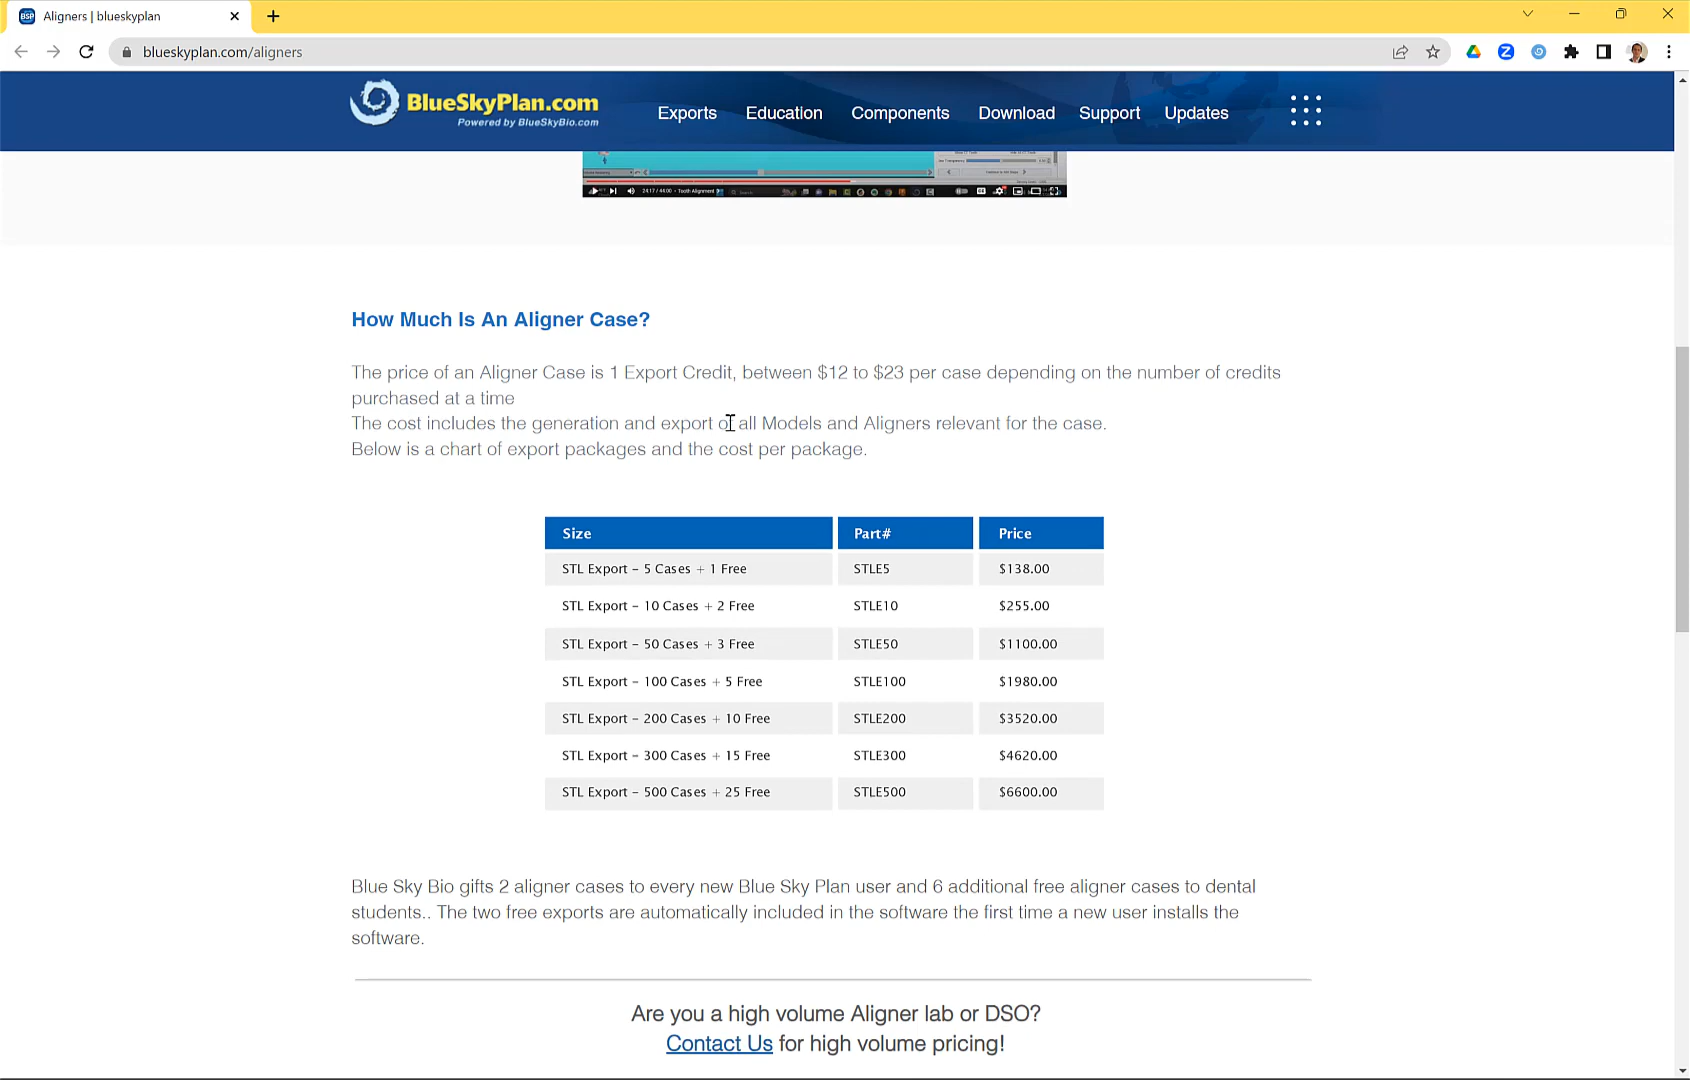 BSP Aligners | blueskyplan
blueskyplan.com/aligners
BlueSkyPlan.com
Powered by BlueSkyBio.com
Exports Education Components Download Support Updates
24:17 / 44:00 • Tooth Alignment
How Much Is An Aligner Case?
The price of an Aligner Case is 1 Export Credit, between $12 to $23 per case depending on the number of credits
purchased at a time
The cost includes the generation and export of all Models and Aligners relevant for the case.
Below is a chart of export packages and the cost per package.
Size Part# Price
STL Export – 5 Cases + 1 Free STLE5 $138.00
STL Export – 10 Cases + 2 Free STLE10 $255.00
STL Export – 50 Cases + 3 Free STLE50 $1100.00
STL Export – 100 Cases + 5 Free STLE100 $1980.00
STL Export – 200 Cases + 10 Free STLE200 $3520.00
STL Export – 300 Cases + 15 Free STLE300 $4620.00
STL Export – 500 Cases + 25 Free STLE500 $6600.00
Blue Sky Bio gifts 2 aligner cases to every new Blue Sky Plan user and 6 additional free aligner cases to dental
students.. The two free exports are automatically included in the software the first time a new user installs the
software.
Are you a high volume Aligner lab or DSO?
Contact Us for high volume pricing!